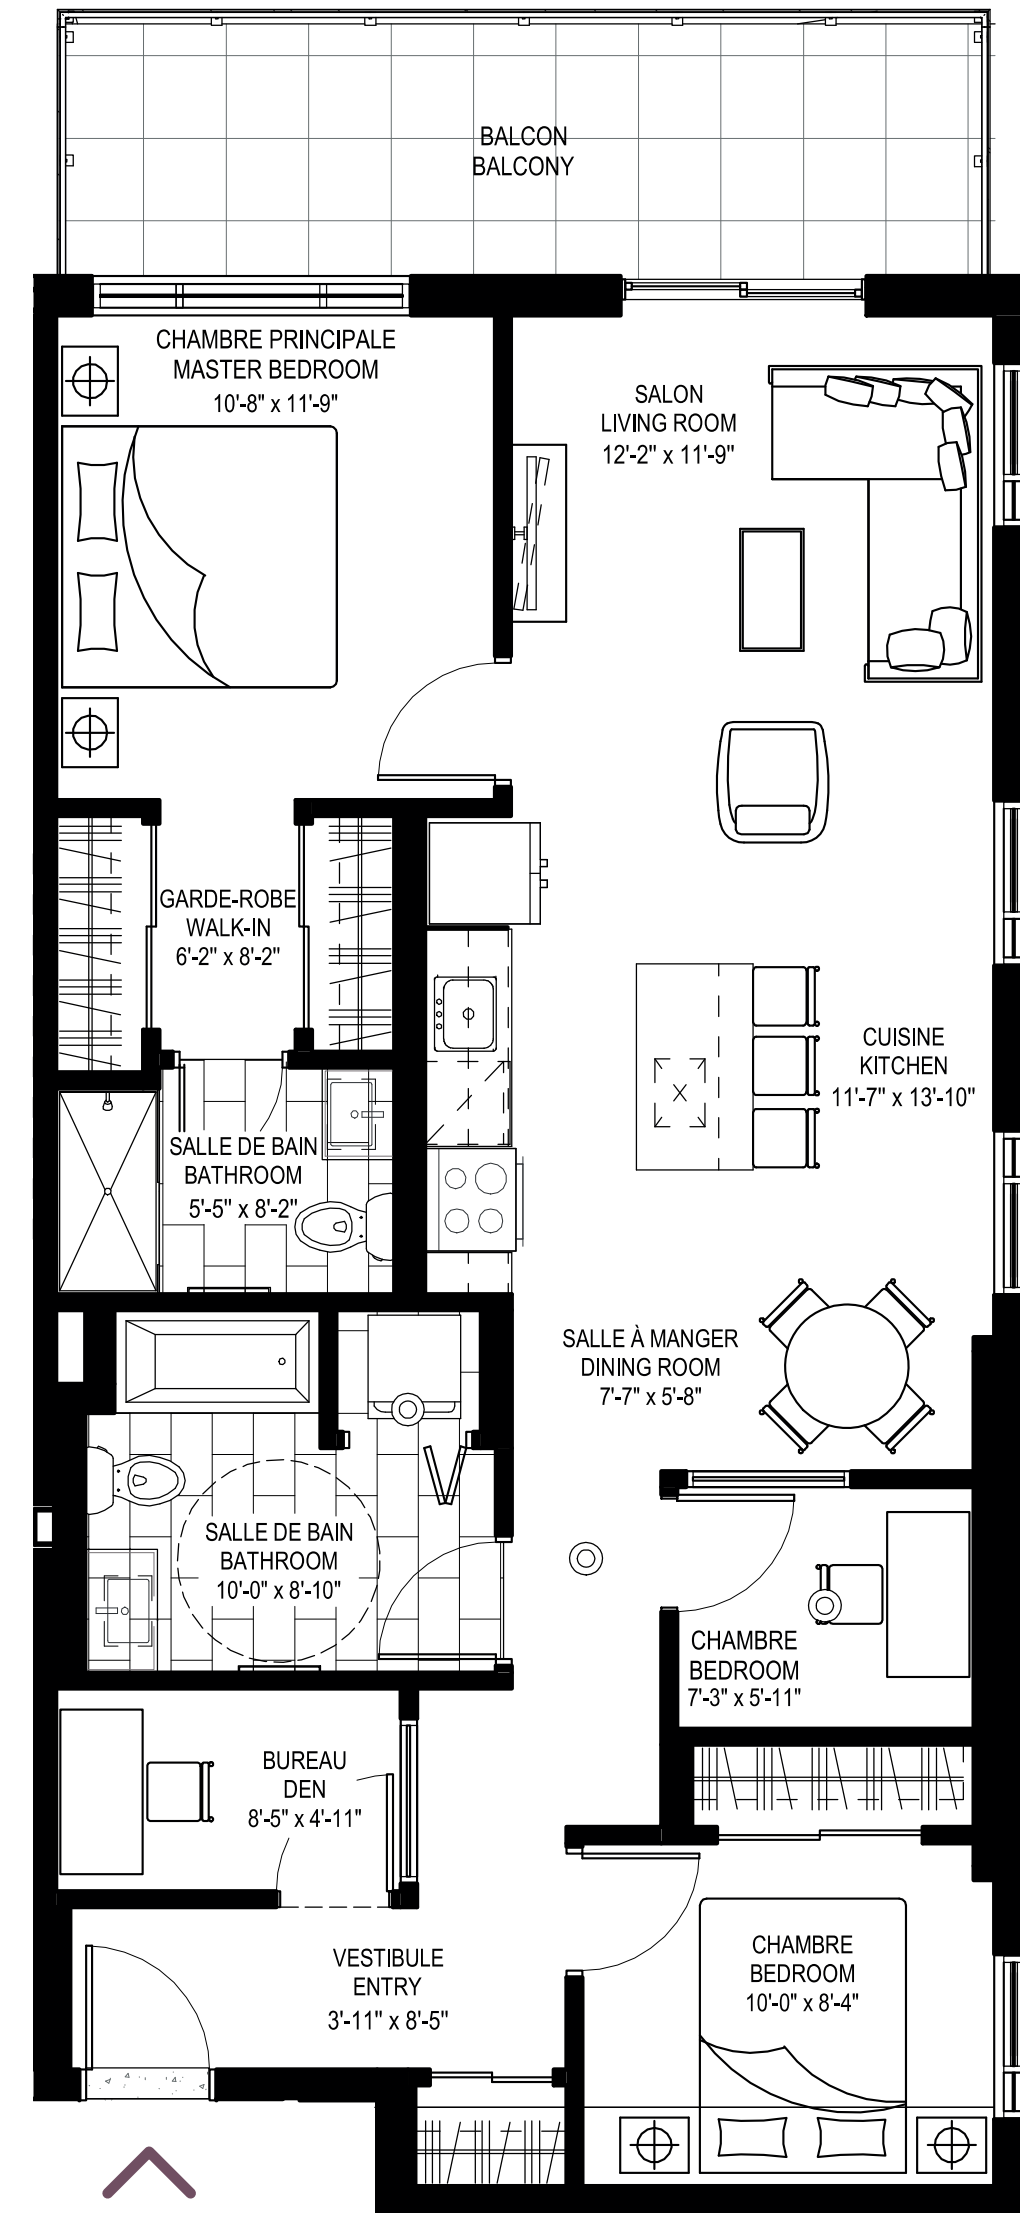 BALCON
BALCONY
CHAMBRE PRINCIPALE
MASTER BEDROOM
10'-8" x 11'-9"
SALON
LIVING ROOM
12'-2" x 11'-9"
GARDE-ROBE
WALK-IN
6'-2" x 8'-2"
CUISINE
KITCHEN
11'-7" x 13'-10"
SALLE DE BAIN
BATHROOM
5'-5" x 8'-2"
SALLE À MANGER
DINING ROOM
7'-7" x 5'-8"
SALLE DE BAIN
BATHROOM
10'-0" x 8'-10"
CHAMBRE
BEDROOM
7'-3" x 5'-11"
BUREAU
DEN
8'-5" x 4'-11"
VESTIBULE
ENTRY
3'-11" x 8'-5"
CHAMBRE
BEDROOM
10'-0" x 8'-4"